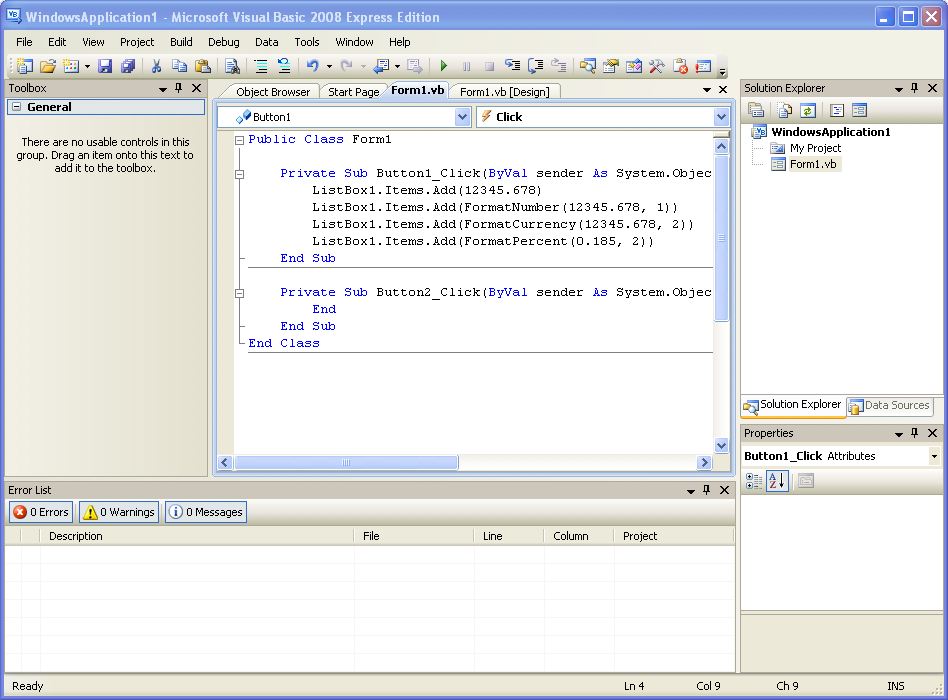 WindowsApplication1 - Microsoft Visual Basic 2008 Express Edition
File Edit View Project Build Debug Data Tools Window Help
Toolbox
General
There are no usable controls in this
group. Drag an item onto this text to
add it to the toolbox.
Object Browser Start Page Form1.vb Form1.vb [Design]
Button1 Click
Public Class Form1
Private Sub Button1_Click(ByVal sender As System.Objec
ListBox1.Items.Add(12345.678)
ListBox1.Items.Add(FormatNumber(12345.678, 1))
ListBox1.Items.Add(FormatCurrency(12345.678, 2))
ListBox1.Items.Add(FormatPercent(0.185, 2))
End Sub
Private Sub Button2_Click(ByVal sender As System.Objec
End
End Sub
End Class
Solution Explorer
WindowsApplication1
My Project
Form1.vb
Solution Explorer Data Sources
Properties
Button1_Click Attributes
Error List
0 Errors 0 Warnings 0 Messages
Description File Line Column Project
Ready Ln 4 Col 9 Ch 9 INS